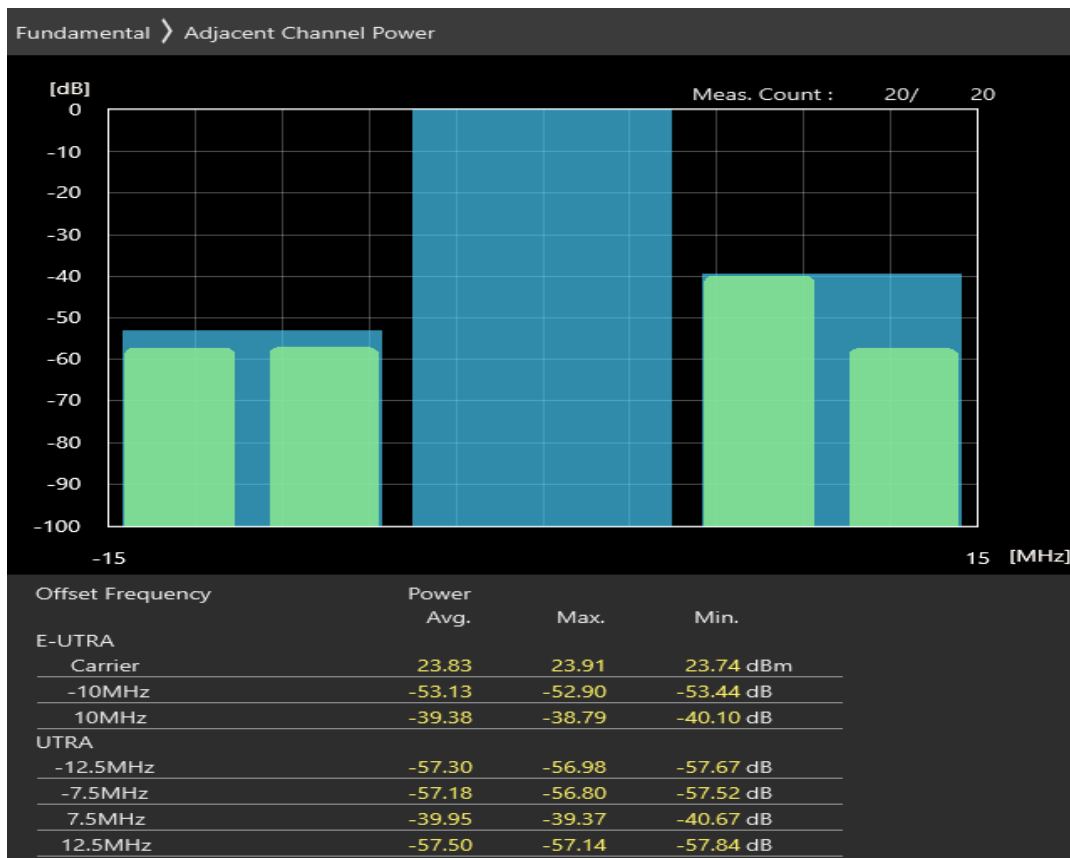 Fundamental 〉 Adjacent Channel Power
[dB]
Meas. Count : 20/ 20
0
-10
-20
-30
-40
-50
-60
-70
-80
-90
-100
-15 15 [MHz]
Offset Frequency Power
Avg. Max. Min.
E-UTRA
Carrier 23.83 23.91 23.74 dBm
-10MHz -53.13 -52.90 -53.44 dB
10MHz -39.38 -38.79 -40.10 dB
UTRA
-12.5MHz -57.30 -56.98 -57.67 dB
-7.5MHz -57.18 -56.80 -57.52 dB
7.5MHz -39.95 -39.37 -40.67 dB
12.5MHz -57.50 -57.14 -57.84 dB